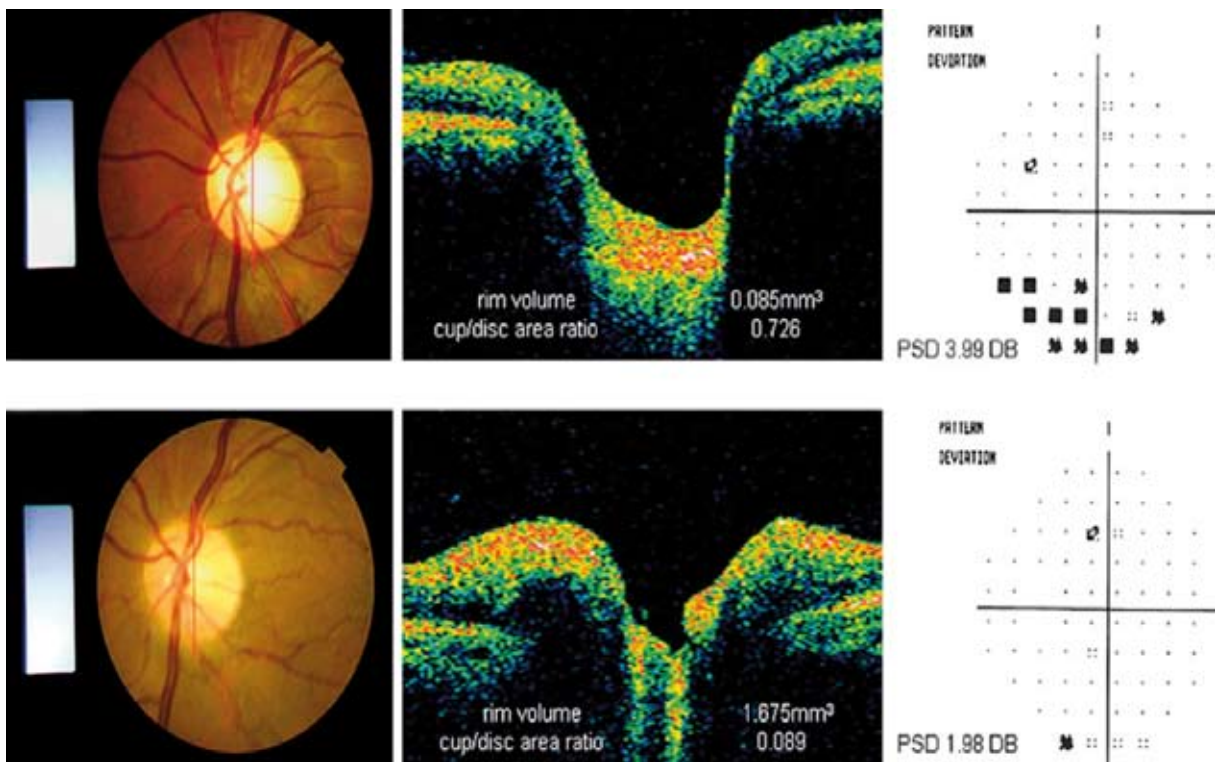 PATTERN
DEVIATION
rim volume 0.085mm³
cup/disc area ratio 0.726
PSD 3.99 DB
PATTERN
DEVIATION
rim volume 1.675mm³
cup/disc area ratio 0.089
PSD 1.98 DB